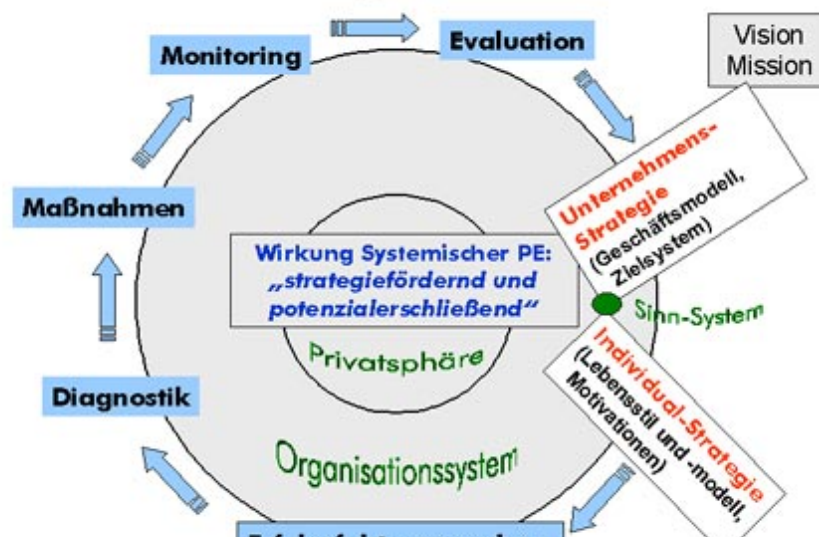 Monitoring
Evaluation
Vision
Mission
Unternehmens-
Strategie
(Geschäftsmodell,
Zielsystem)
Maßnahmen
Wirkung Systemischer PE:
„strategiefördernd und
potenzialerschließend“
Sinn-System
Privatsphäre
Individual-Strategie
(Lebensstil und -modell,
Motivationen)
Diagnostik
Organisationssystem